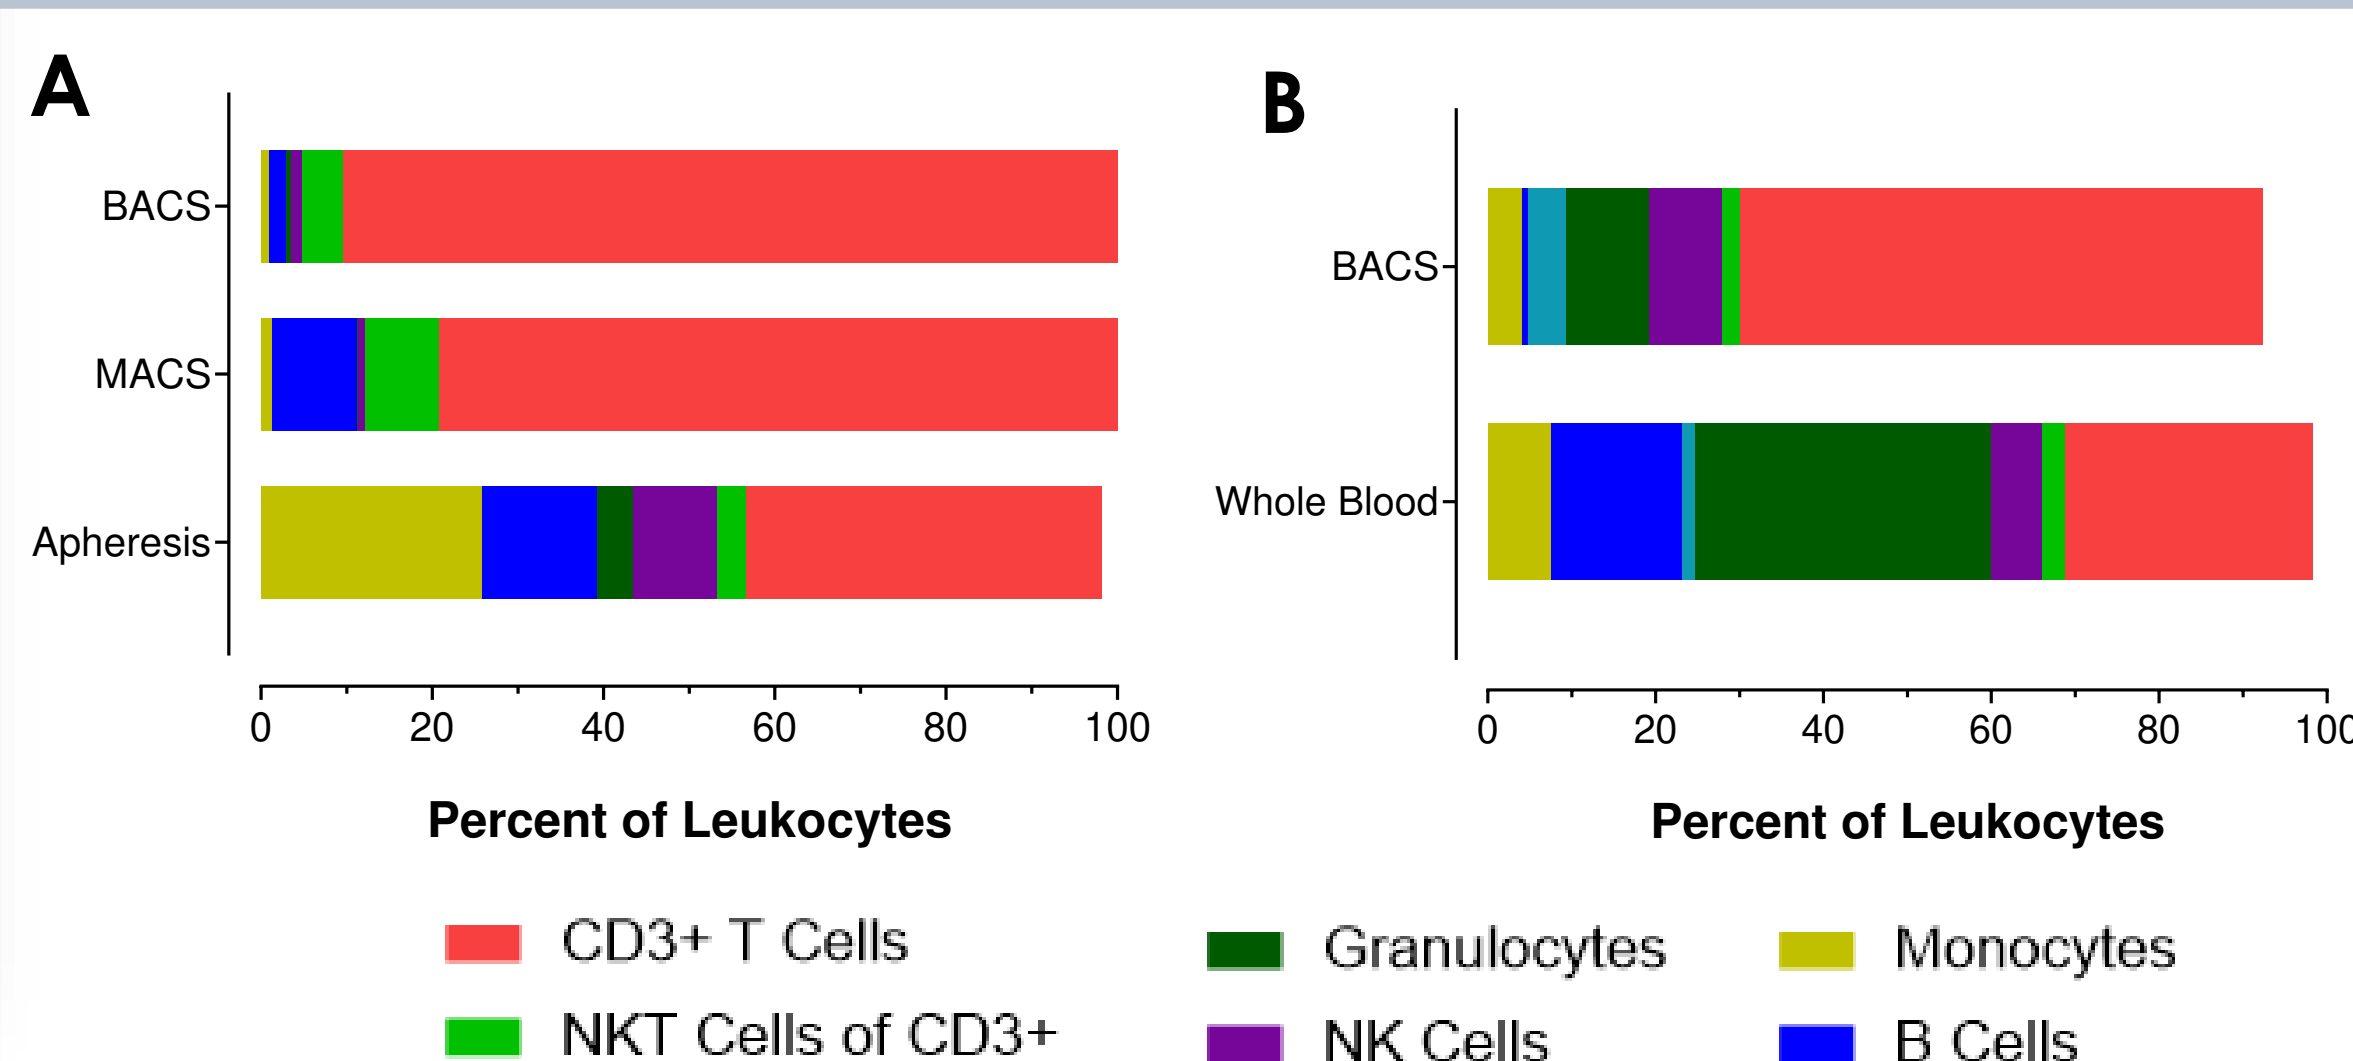 A
BACS
MACS
Apheresis
0 20 40 60 80 100
Percent of Leukocytes
B
BACS
Whole Blood
0 20 40 60 80 100
Percent of Leukocytes
CD3+ T Cells
Granulocytes
Monocytes
NKT Cells of CD3+
NK Cells
B Cells